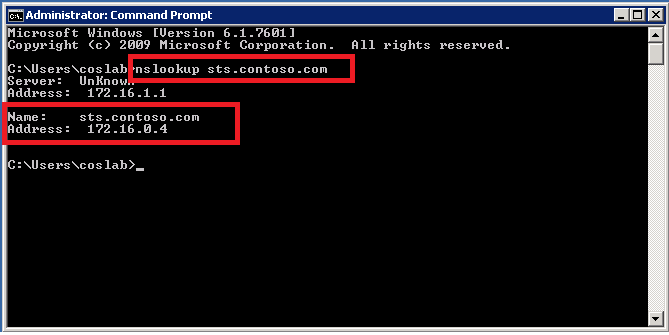 Administrator: Command Prompt
Microsoft Windows [Version 6.1.7601]
Copyright (c) 2009 Microsoft Corporation.  All rights reserved.
C:\Users\coslab>nslookup sts.contoso.com
Server:  UnKnown
Address:  172.16.1.1
Name:    sts.contoso.com
Address:  172.16.0.4
C:\Users\coslab>_